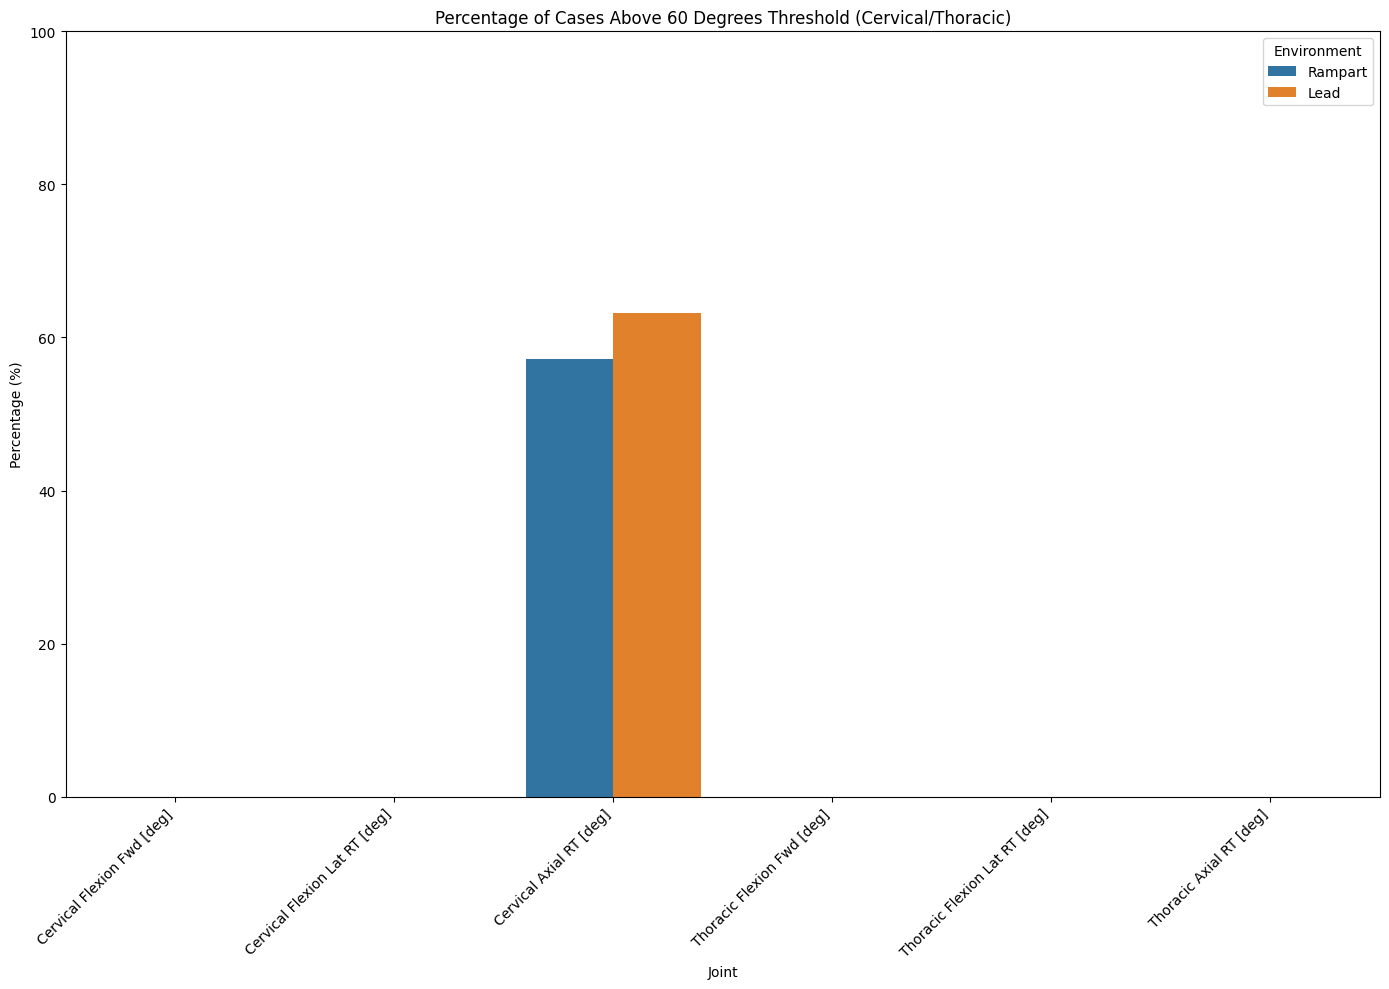 Percentage of Cases Above 60 Degrees Threshold (Cervical/Thoracic)
Environment
Rampart
Lead
Percentage (%)
100
80
60
40
20
0
Cervical Flexion Fwd [deg]
Cervical Flexion Lat RT [deg]
Cervical Axial RT [deg]
Thoracic Flexion Fwd [deg]
Thoracic Flexion Lat RT [deg]
Thoracic Axial RT [deg]
Joint